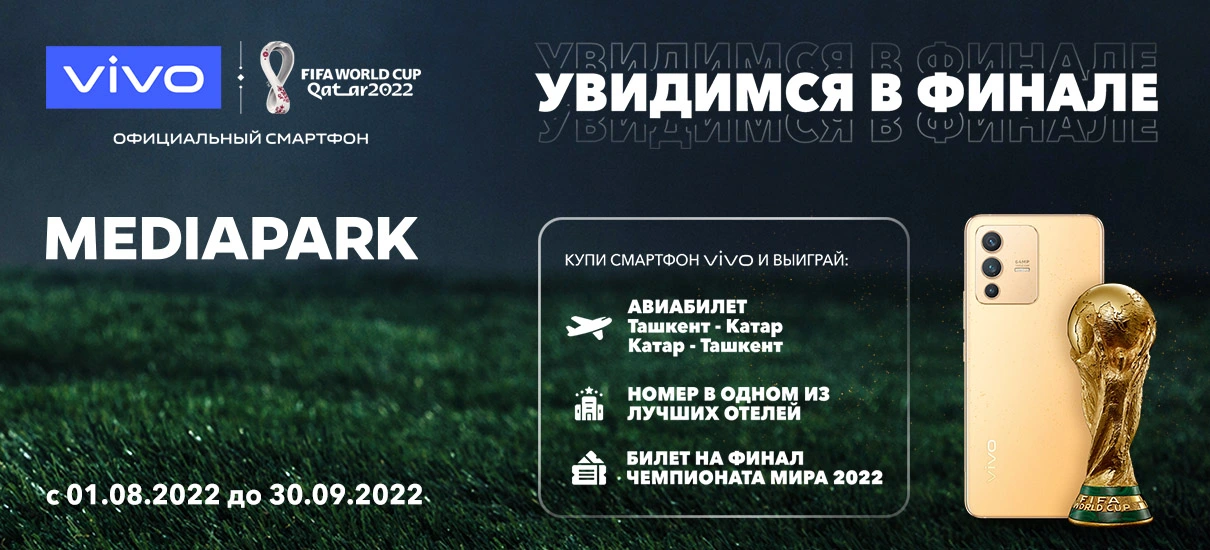 vivo
FIFA WORLD CUP
Qatar2022
ОФИЦИАЛЬНЫЙ СМАРТФОН
УВИДИМСЯ В ФИНАЛЕ
УВИДИМСЯ В ФИНАЛЕ
УВИДИМСЯ В ФИНАЛЕ
MEDIAPARK
КУПИ СМАРТФОН vivo И ВЫИГРАЙ:
АВИАБИЛЕТ
Ташкент - Катар
Катар - Ташкент
НОМЕР В ОДНОМ ИЗ
ЛУЧШИХ ОТЕЛЕЙ
БИЛЕТ НА ФИНАЛ
ЧЕМПИОНАТА МИРА 2022
с 01.08.2022 до 30.09.2022
vivo
FIFA
WORLD CUP